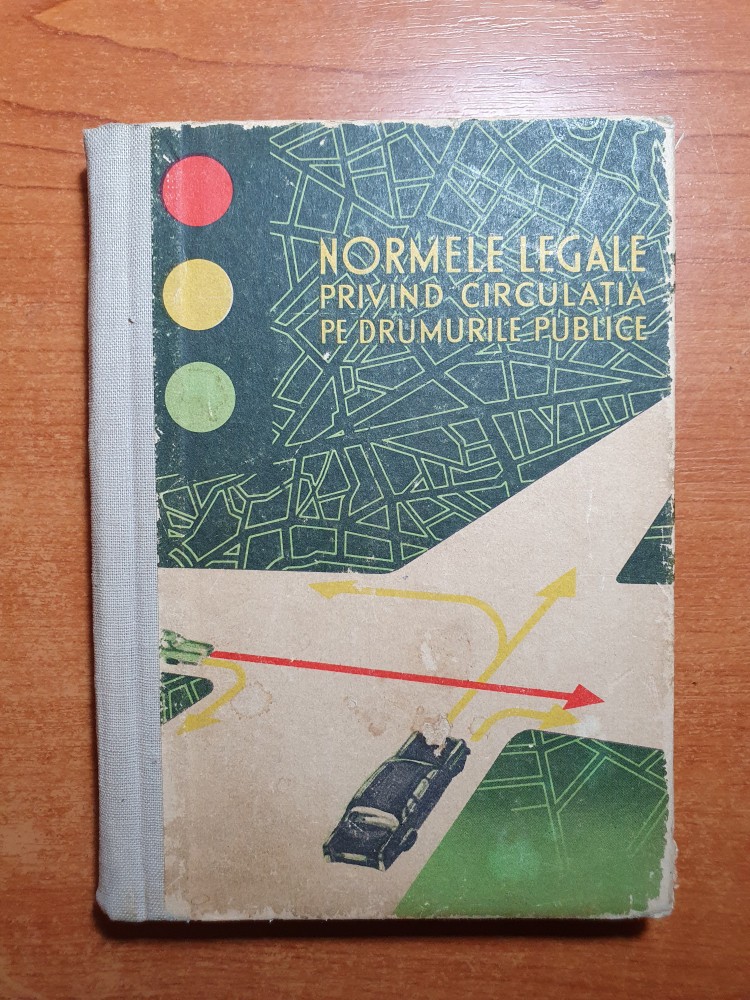 NORMELE LEGALE
PRIVIND CIRCULATIA
PE DRUMURILE PUBLICE